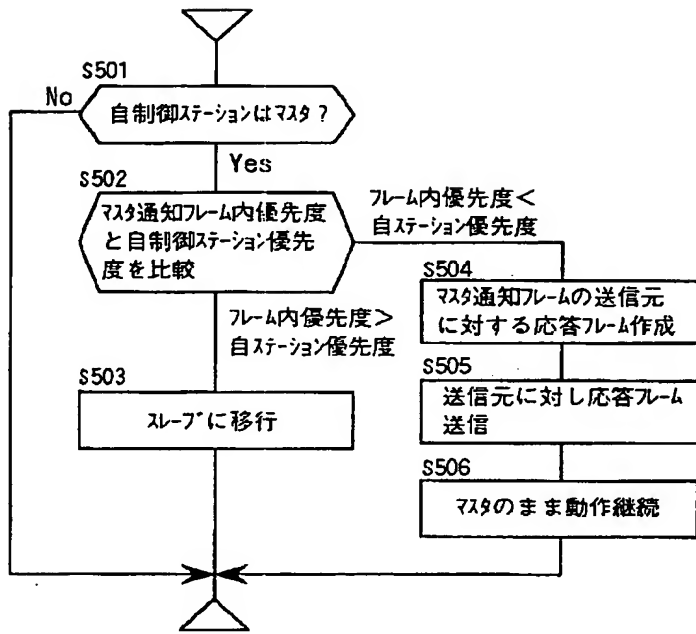 S501
No
自制御ステーションはマスタ?
Yes
S502
マスタ通知フレーム内優先度
と自制御ステーション優先
度を比較
フレーム内優先度<
自ステーション優先度
フレーム内優先度>
自ステーション優先度
S503
スレーブに移行
S504
マスタ通知フレームの送信元
に対する応答フレーム作成
S505
送信元に対し応答フレーム
送信
S506
マスタのまま動作継続